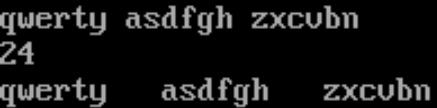 qwerty asdfgh zxcvbn
24
qwerty   asdfgh   zxcvbn